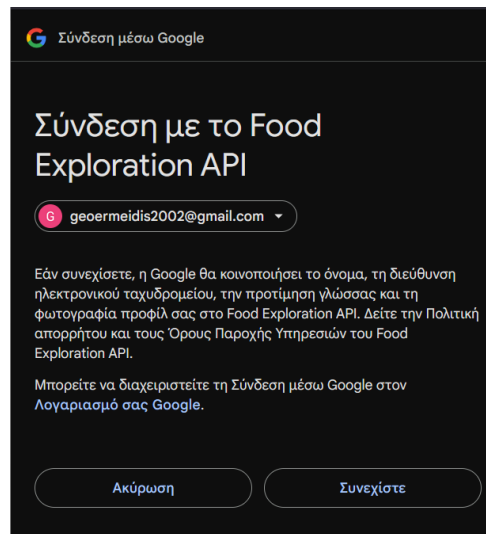 Σύνδεση μέσω Google
Σύνδεση με το Food
Exploration API
G geoermeidis2002@gmail.com
Εάν συνεχίσετε, η Google θα κοινοποιήσει το όνομα, τη διεύθυνση
ηλεκτρονικού ταχυδρομείου, την προτίμηση γλώσσας και τη
φωτογραφία προφίλ σας στο Food Exploration API. Δείτε την Πολιτική
απορρήτου και τους Όρους Παροχής Υπηρεσιών του Food
Exploration API.
Μπορείτε να διαχειριστείτε τη Σύνδεση μέσω Google στον
Λογαριασμό σας Google.
Ακύρωση Συνεχίστε